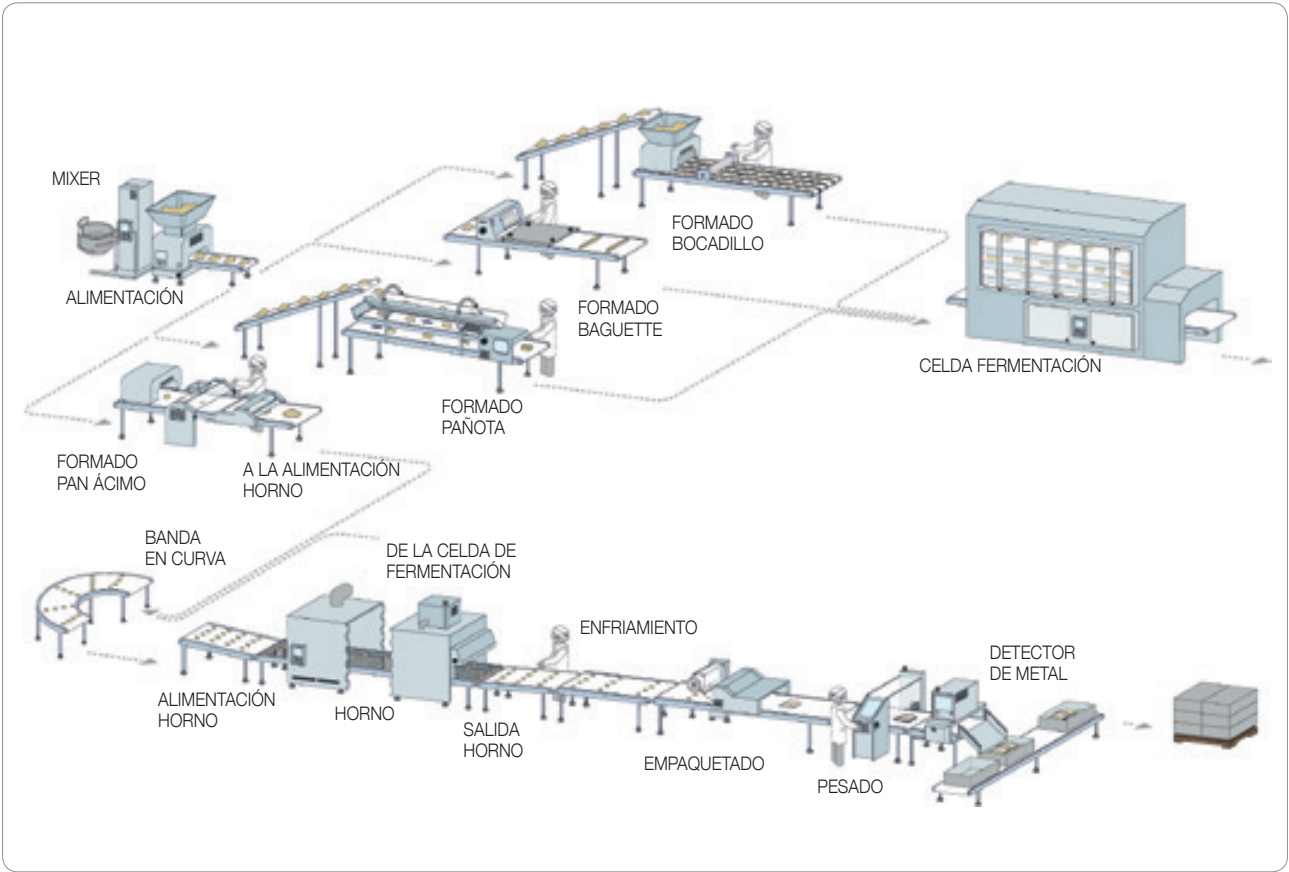 MIXER
ALIMENTACIÓN
FORMADO
BOCADILLO
FORMADO
BAGUETTE
CELDA FERMENTACIÓN
FORMADO
PAÑOTA
FORMADO
PAN ÁCIMO
A LA ALIMENTACIÓN
HORNO
BANDA
EN CURVA
DE LA CELDA DE
FERMENTACIÓN
ENFRIAMIENTO
DETECTOR
DE METAL
ALIMENTACIÓN
HORNO
HORNO
SALIDA
HORNO
EMPAQUETADO
PESADO